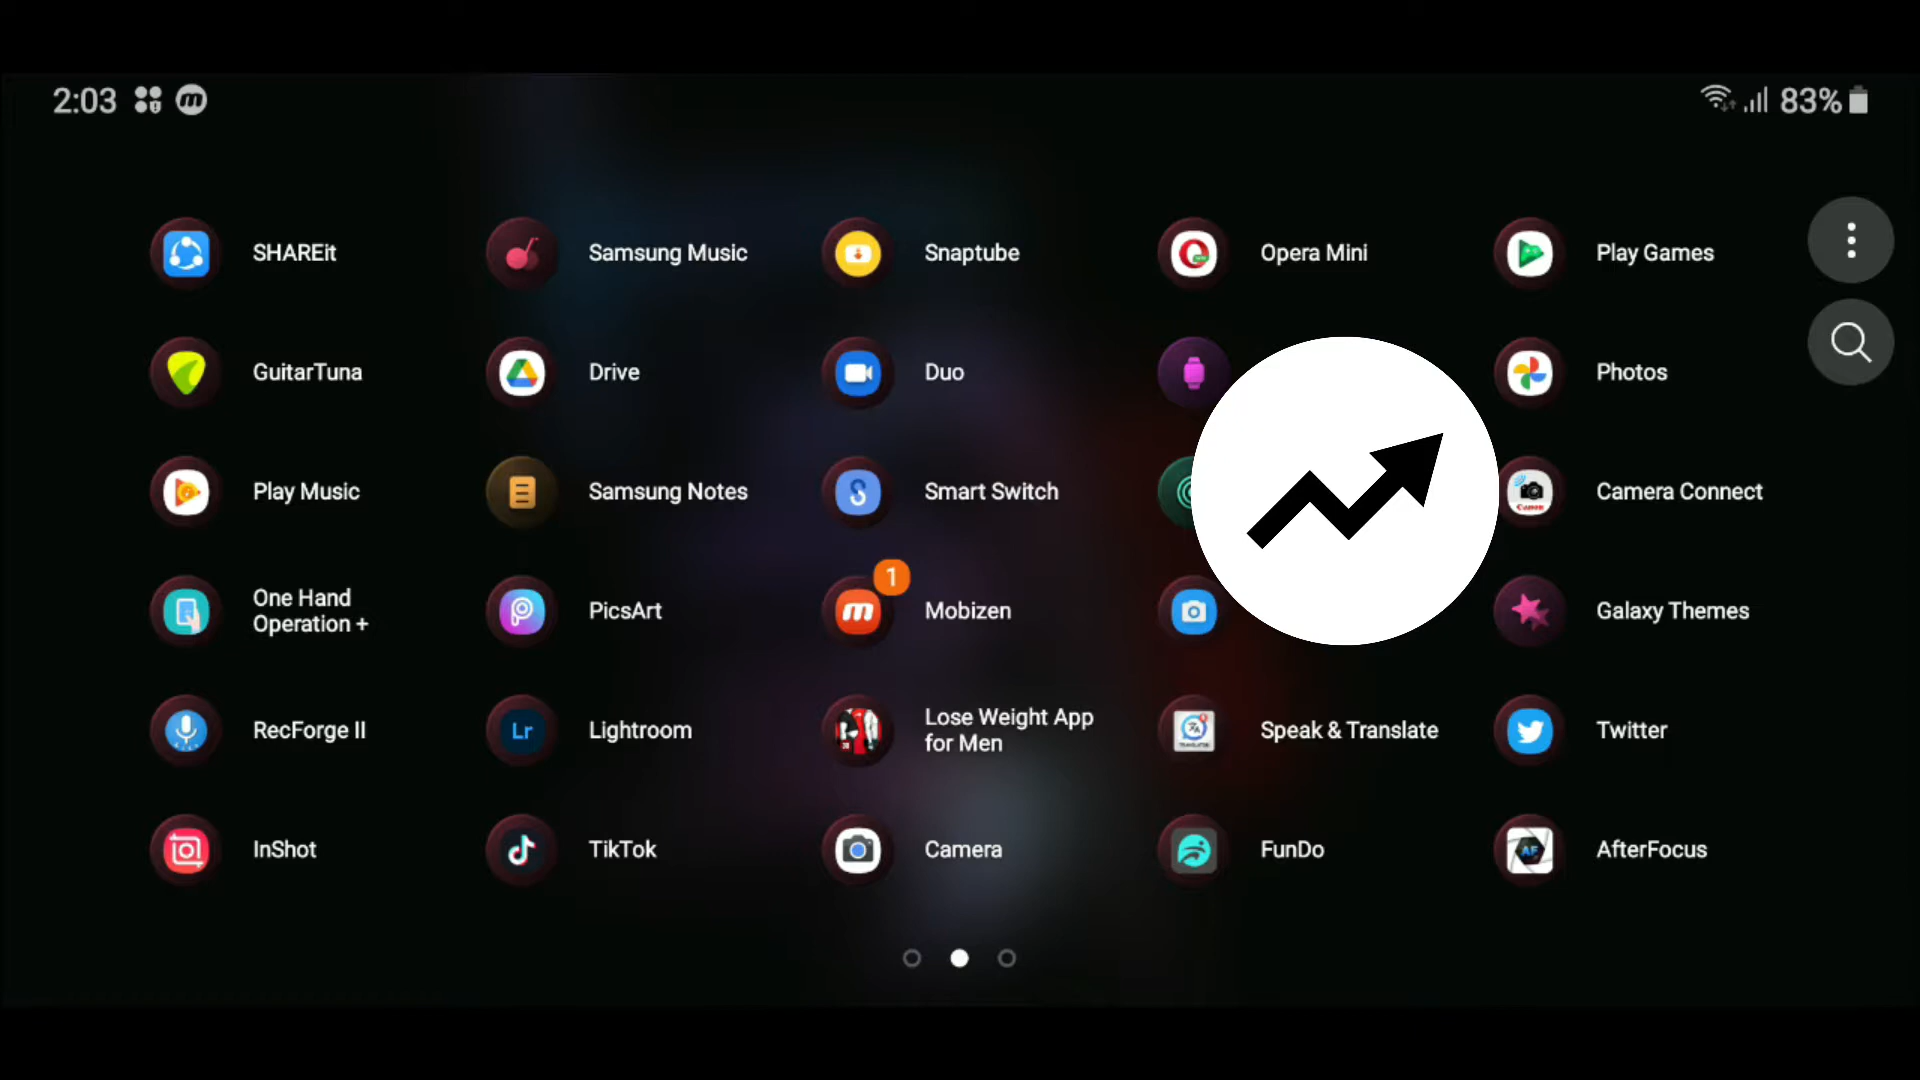 2:03
83%
SHAREit
Samsung Music
Snaptube
Opera Mini
Play Games
GuitarTuna
Drive
Duo
Photos
Play Music
Samsung Notes
Smart Switch
Camera Connect
Canon
One Hand
Operation +
PicsArt
1
Mobizen
Galaxy Themes
RecForge II
Lr
Lightroom
Lose Weight App
for Men
Speak & Translate
Twitter
InShot
TikTok
Camera
FunDo
AF
AfterFocus